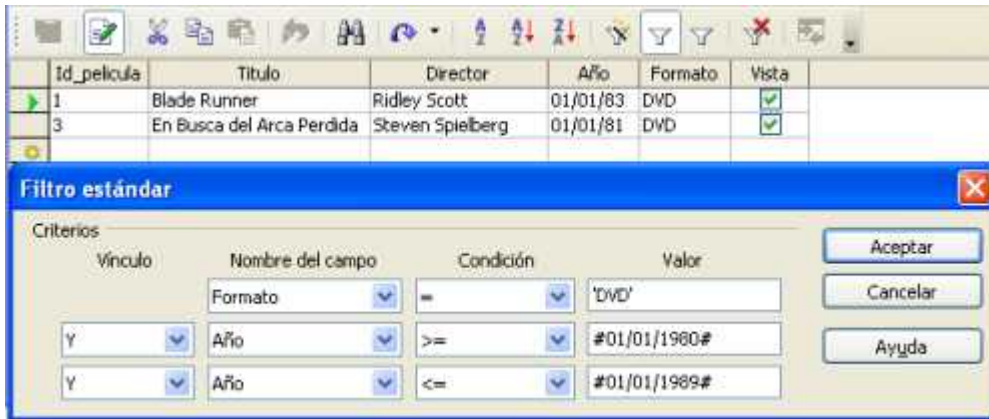 Id_pelicula Titulo Director Año Formato Vista
1 Blade Runner Ridley Scott 01/01/83 DVD
3 En Busca del Arca Perdida Steven Spielberg 01/01/81 DVD
Filtro estándar
Criterios
Vínculo Nombre del campo Condición Valor
Formato = 'DVD'
Y Año >= #01/01/1980#
Y Año <= #01/01/1989#
Aceptar
Cancelar
Ayuda